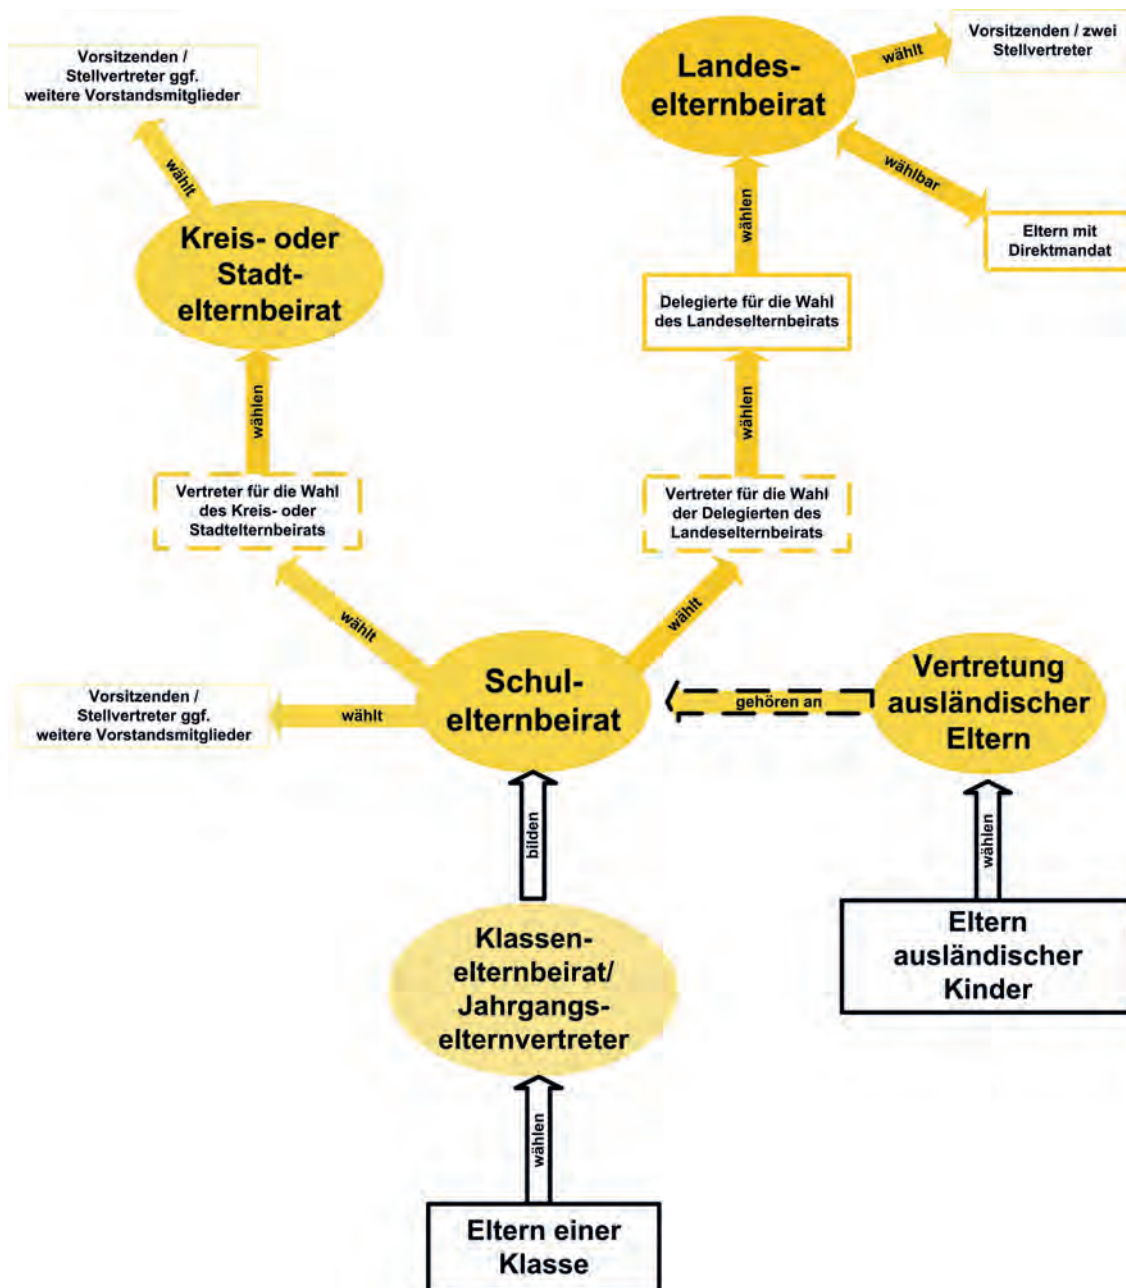 Vorsitzenden /
Stellvertreter ggf.
weitere Vorstandsmitglieder
wählt
Kreis- oder
Stadt-
elternbeirat
wählen
Vertreter für die Wahl
des Kreis- oder
Stadtelternbeirats
wählt
Landes-
elternbeirat
wählt
Vorsitzenden / zwei
Stellvertreter
wählbar
Eltern mit
Direktmandat
wählen
Delegierte für die Wahl
des Landeselternbeirats
wählen
Vertreter für die Wahl
der Delegierten des
Landeselternbeirats
wählt
Vorsitzenden /
Stellvertreter ggf.
weitere Vorstandsmitglieder
wählt
Schul-
elternbeirat
gehören an
Vertretung
ausländischer
Eltern
wählen
Eltern
ausländischer
Kinder
bilden
Klassen-
elternbeirat/
Jahrgangs-
elternvertreter
wählen
Eltern einer
Klasse